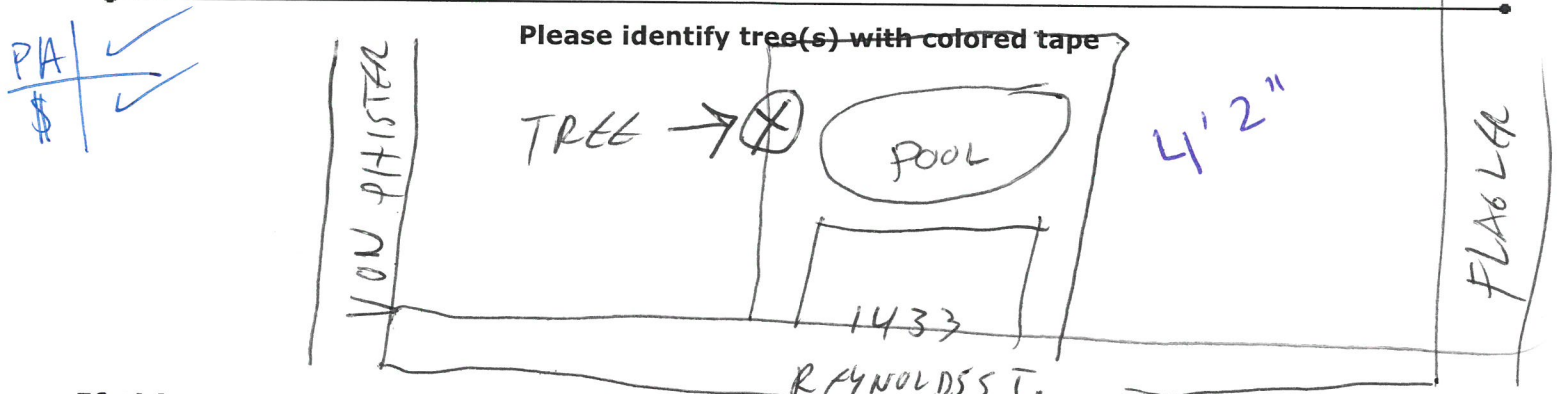 Please identify tree(s) with colored tape
PA
$
VON PHISTER
TREE
POOL
4' 2"
FLAGLER
1433
REYNOLDS ST.